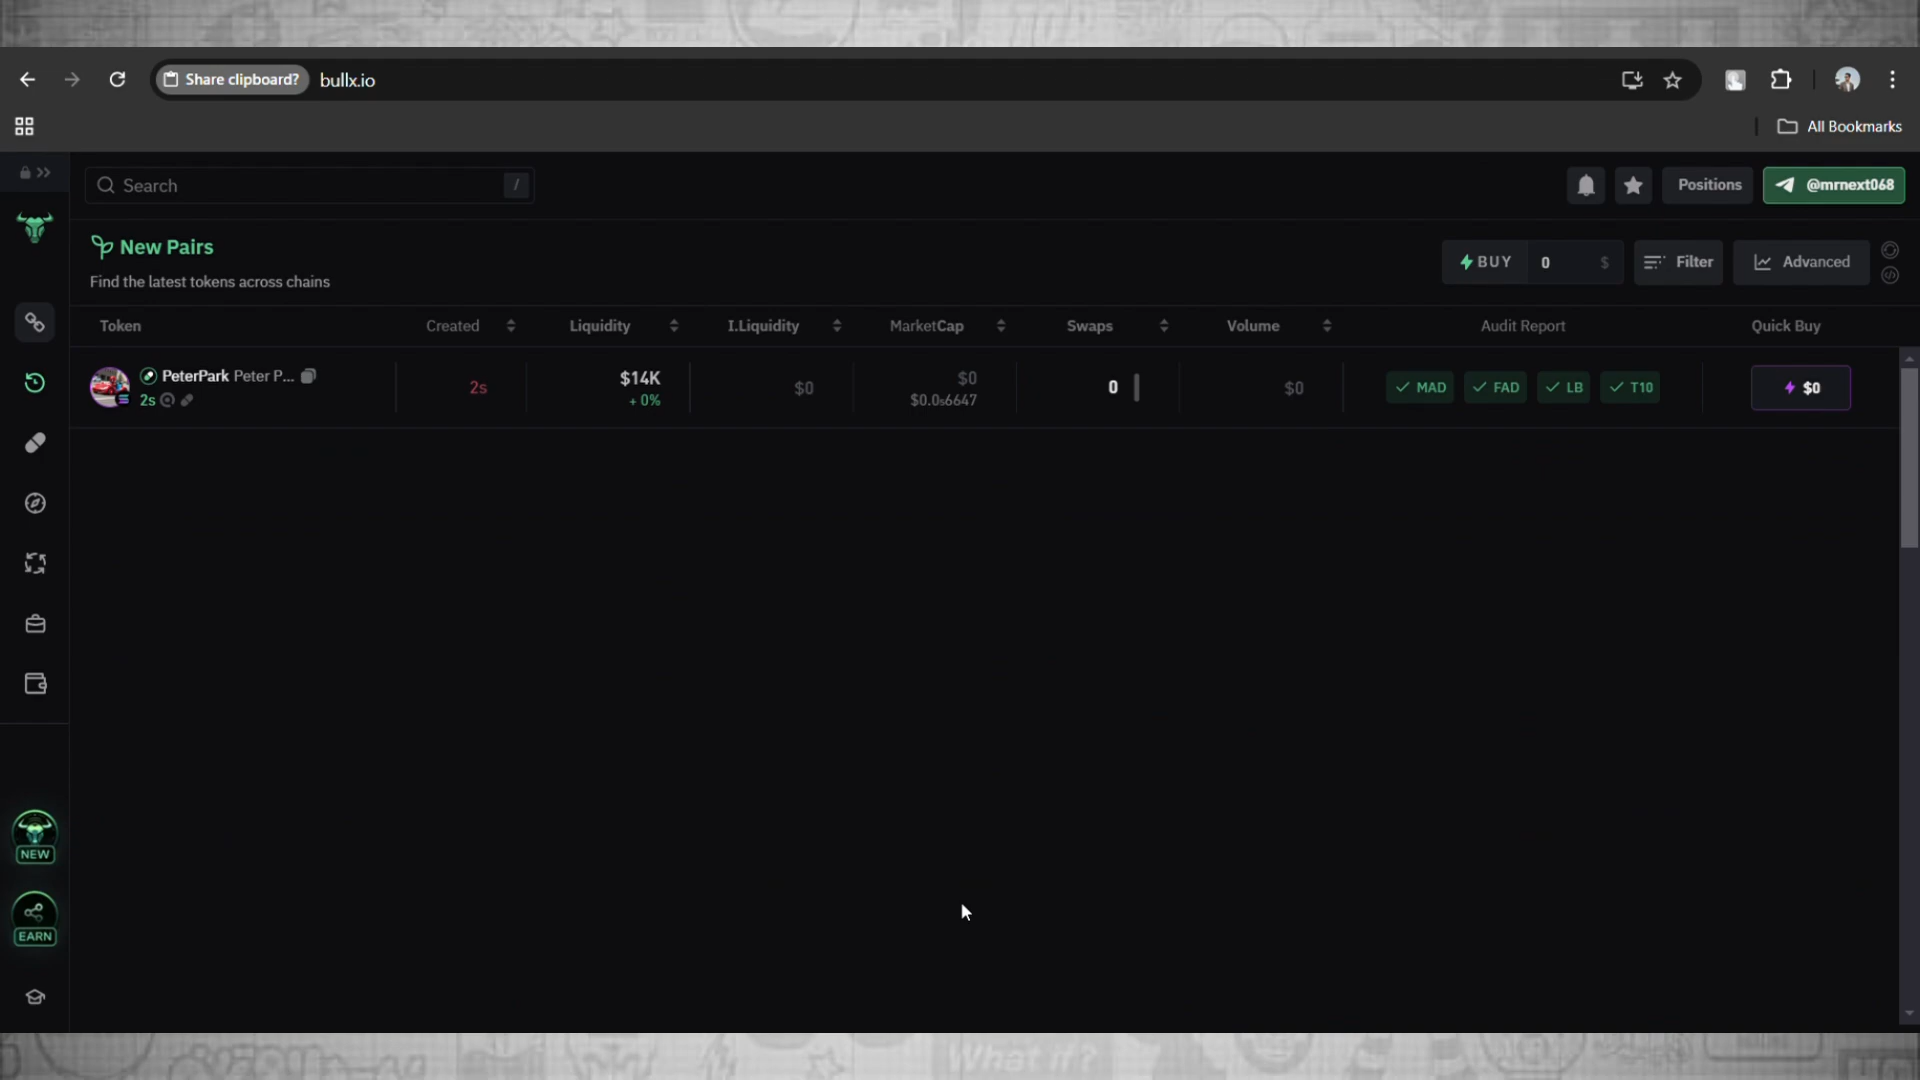 Share clipboard? bullx.io
All Bookmarks
Search /
Positions
@mrnext068
New Pairs
Find the latest tokens across chains
BUY 0 $
Filter
Advanced
Token Created Liquidity I.Liquidity MarketCap Swaps Volume Audit Report Quick Buy
PeterPark Peter P...
2s
2s
$14K
+ 0%
$0
$0
$0.0₅6647
0
$0
MAD FAD LB T10
$0
NEW
EARN
What if?